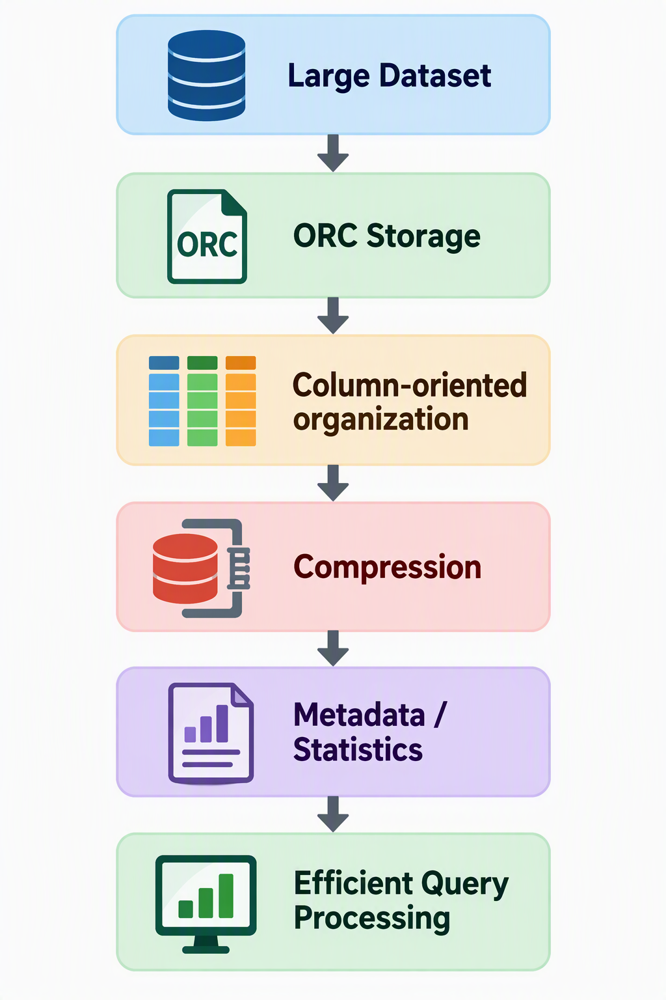 Large Dataset
ORC
ORC Storage
Column-oriented
organization
Compression
Metadata /
Statistics
Efficient Query
Processing